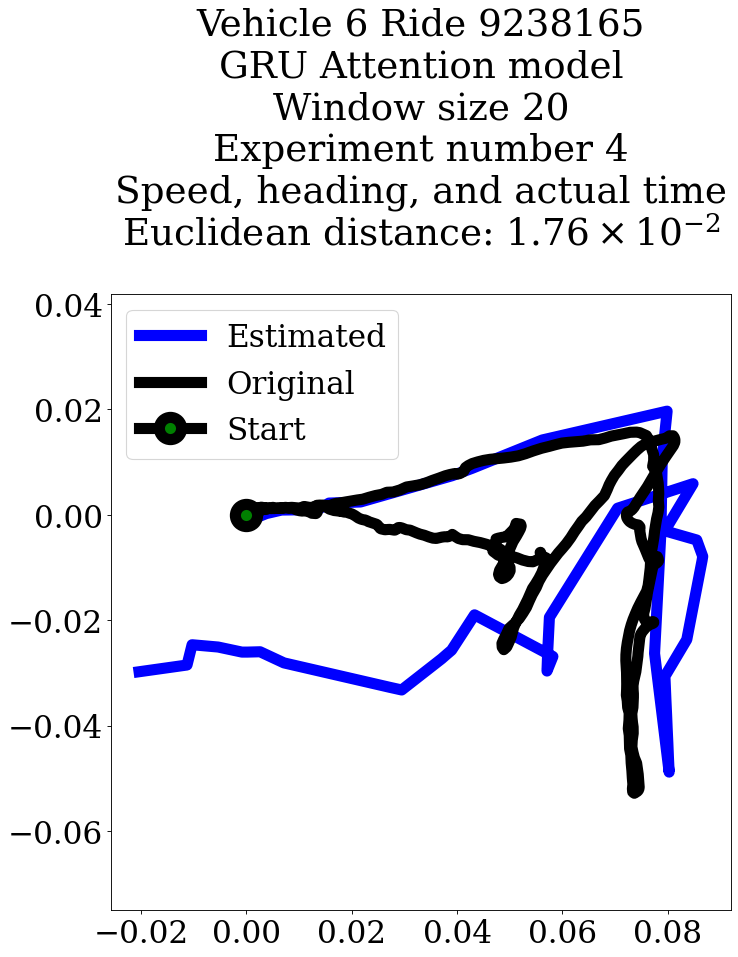 Vehicle 6 Ride 9238165
GRU Attention model
Window size 20
Experiment number 4
Speed, heading, and actual time
Euclidean distance: 1.76 × 10⁻²
Estimated
Original
Start
0.04
0.02
0.00
−0.02
−0.04
−0.06
−0.02 0.00 0.02 0.04 0.06 0.08